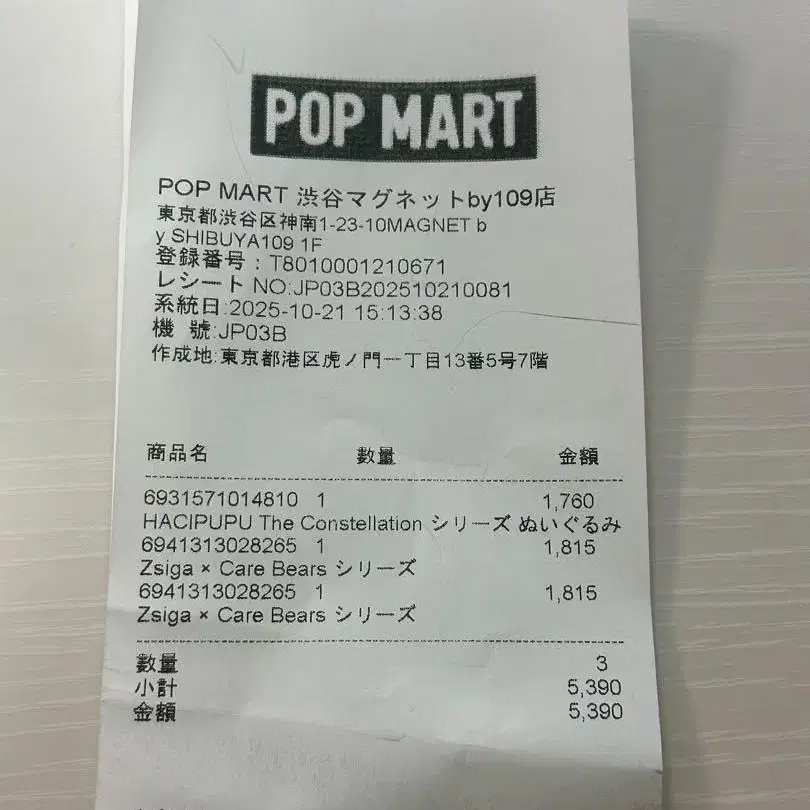 POP MART
POP MART 渋谷マグネットby109店
東京都渋谷区神南1-23-10MAGNET b
y SHIBUYA109 1F
登録番号：T8010001210671
レシート NO:JP03B202510210081
系統日:2025-10-21 15:13:38
機 號:JP03B
作成地:東京都港区虎ノ門一丁目13番5号7階
商品名 数量 金額
6931571014810 1 1,760
HACIPUPU The Constellation シリーズ ぬいぐるみ
6941313028265 1 1,815
Zsiga × Care Bears シリーズ
6941313028265 1 1,815
Zsiga × Care Bears シリーズ
数量 3
小計 5,390
金額 5,390